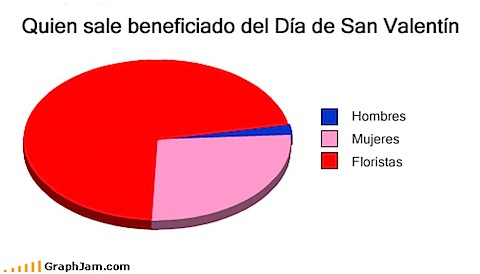 Quien sale beneficiado del Día de San Valentín
Hombres
Mujeres
Floristas
GraphJam.com